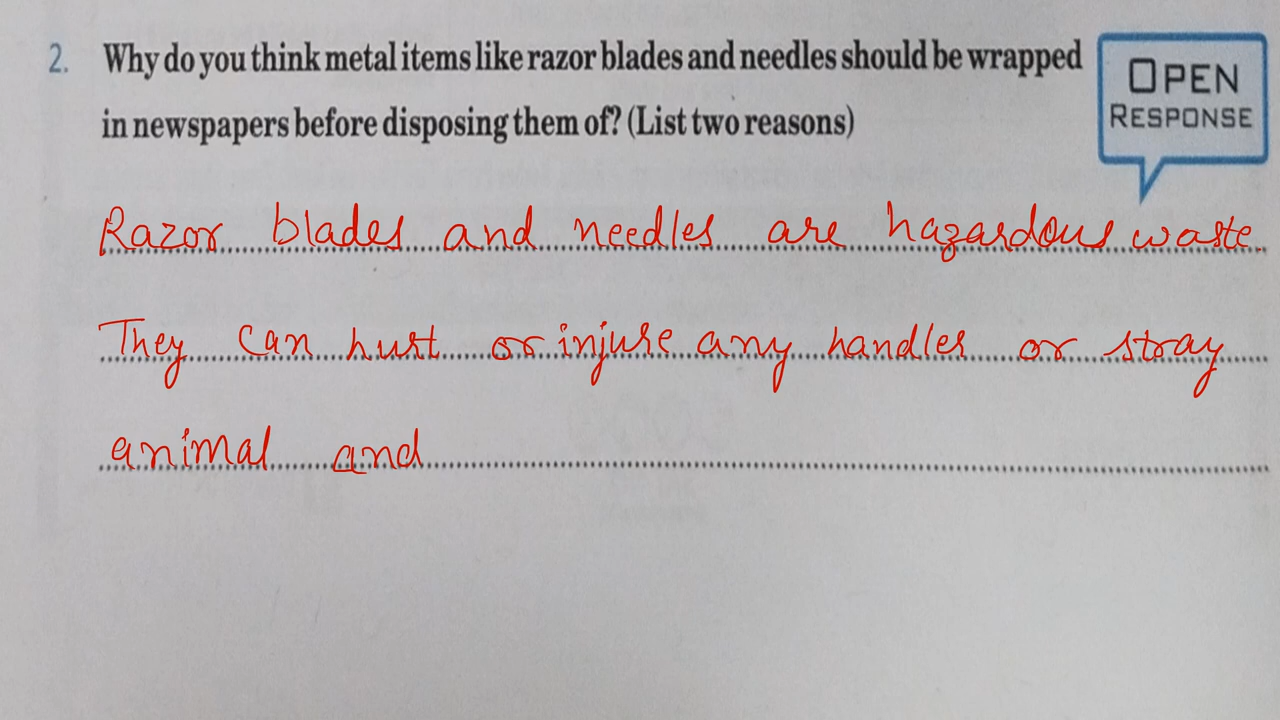 2. Why do you think metal items like razor blades and needles should be wrapped
in newspapers before disposing them of? (List two reasons)
OPEN
RESPONSE
Razor blades and needles are hazardous waste.
They can hurt or injure any handler or stray
animal and